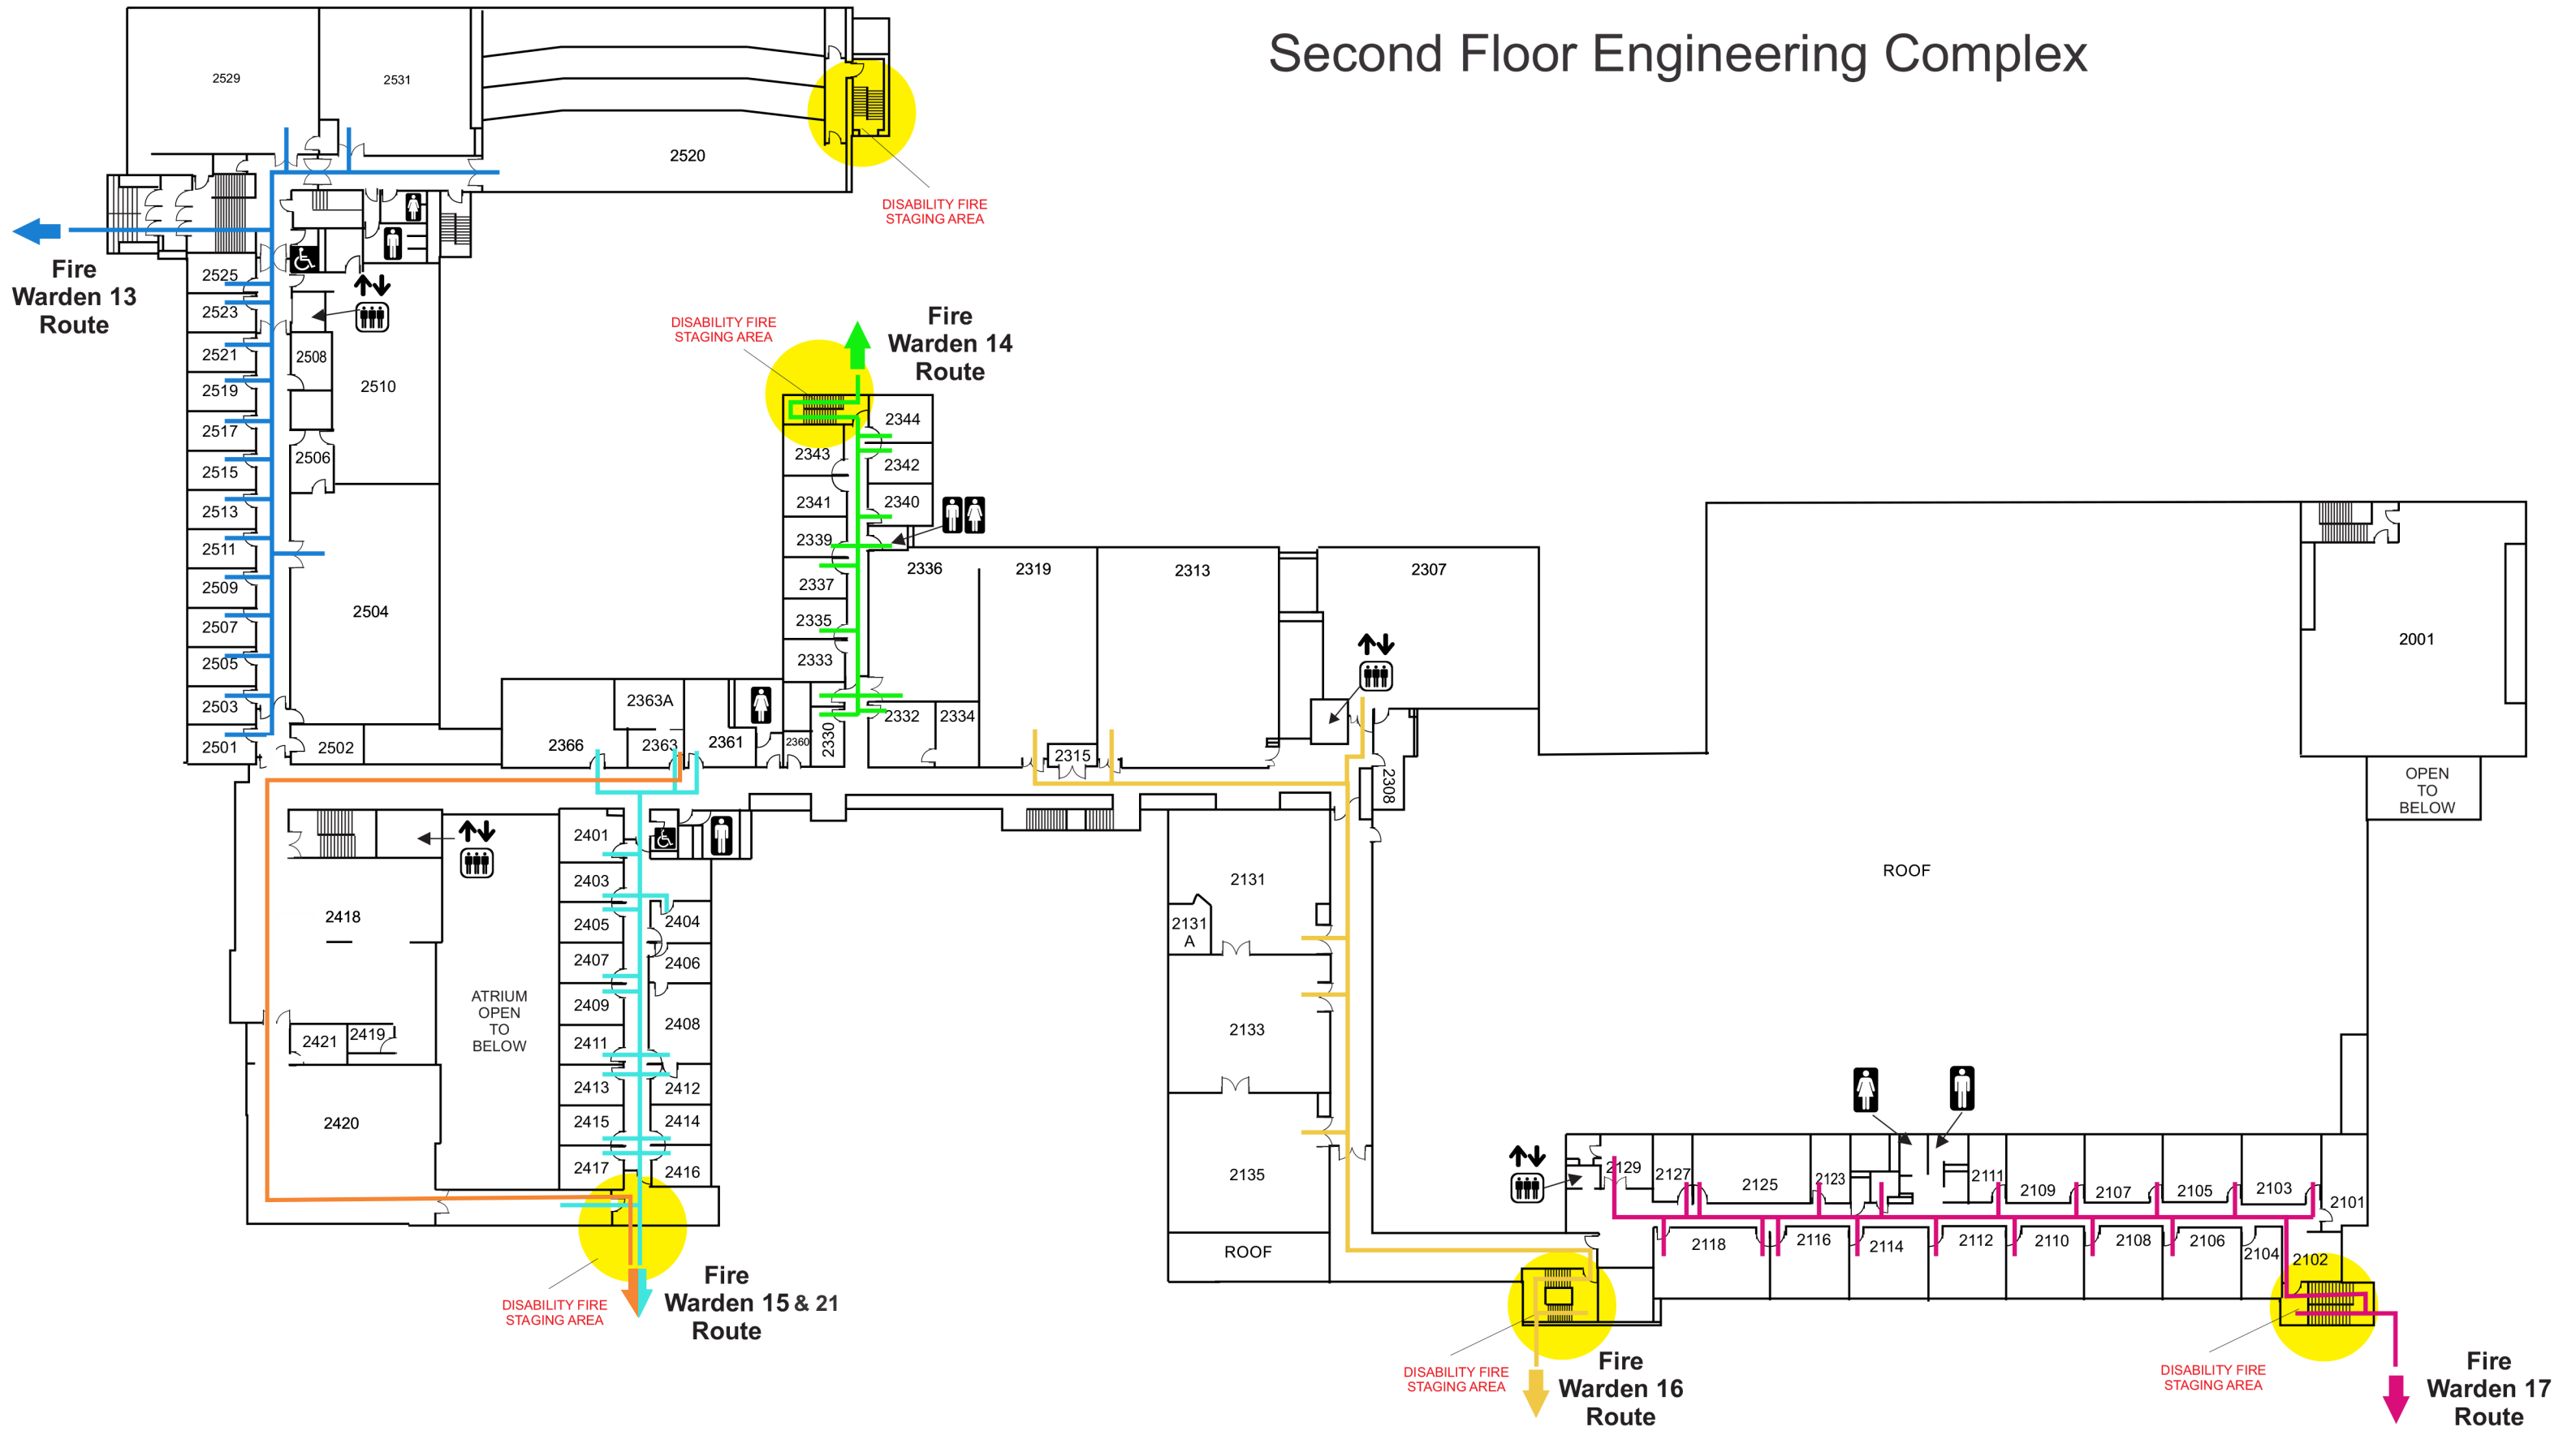 Second Floor Engineering Complex
2529
2531
2520
DISABILITY FIRE
STAGING AREA
Fire
Warden 13
Route
2525
2523
2521
2519
2517
2515
2513
2511
2509
2507
2505
2503
2501
2508
2510
2506
2504
2502
DISABILITY FIRE
STAGING AREA
Fire
Warden 14
Route
2344
2343
2342
2341
2340
2339
2337
2335
2333
2336
2319
2313
2307
2332
2334
2330
2315
2308
2363A
2366
2363
2361
2360
2001
OPEN
TO
BELOW
ROOF
2418
2421
2419
2420
ATRIUM
OPEN
TO
BELOW
2401
2403
2405
2407
2409
2411
2413
2415
2417
2404
2406
2408
2412
2414
2416
DISABILITY FIRE
STAGING AREA
Fire
Warden 15 & 21
Route
2131
2131
A
2133
2135
ROOF
DISABILITY FIRE
STAGING AREA
Fire
Warden 16
Route
2129
2127
2125
2123
2111
2109
2107
2105
2103
2101
2118
2116
2114
2112
2110
2108
2106
2104
2102
DISABILITY FIRE
STAGING AREA
Fire
Warden 17
Route